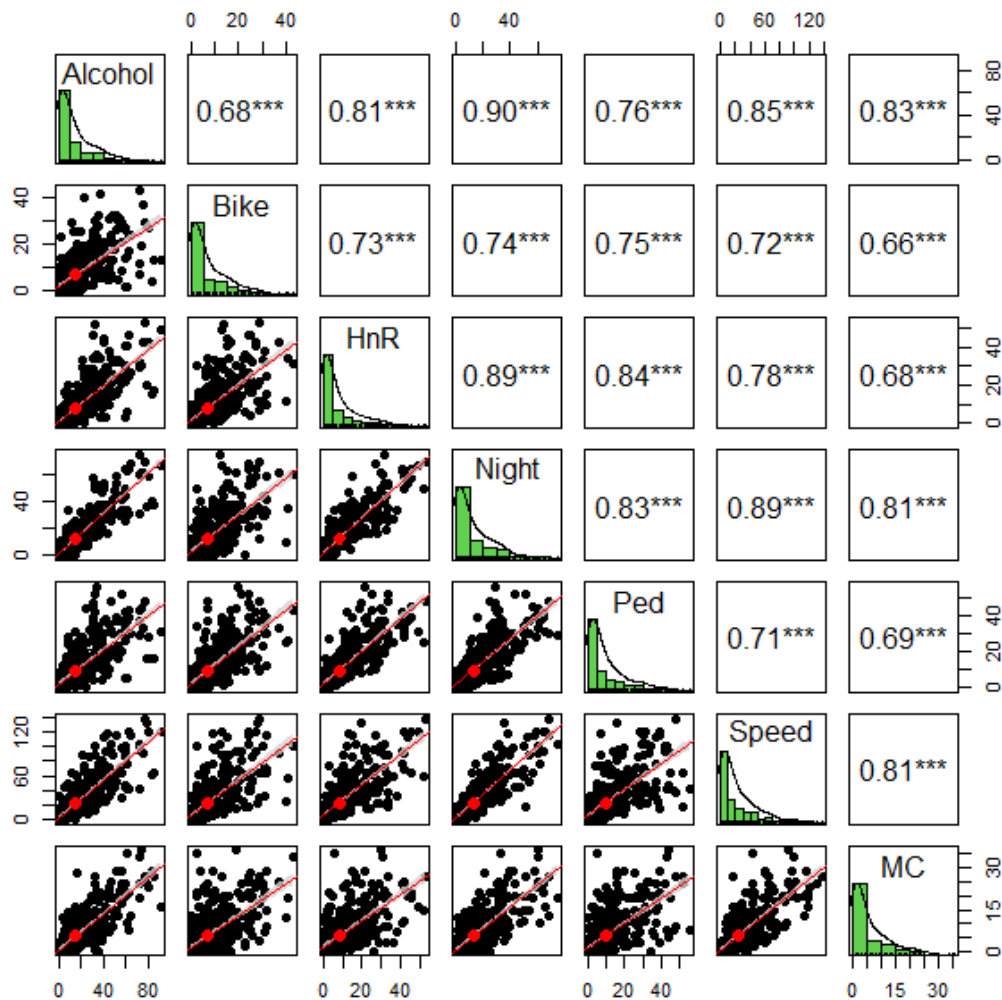 0 20 40 0 40 0 60 120
Alcohol 0.68*** 0.81*** 0.90*** 0.76*** 0.85*** 0.83*** 0 40 80
0 20 40 Bike 0.73*** 0.74*** 0.75*** 0.72*** 0.66***
HnR 0.89*** 0.84*** 0.78*** 0.68*** 0 20 40
0 40 Night 0.83*** 0.89*** 0.81***
Ped 0.71*** 0.69*** 0 20 40
0 60 120 Speed 0.81***
MC 0 15 30
0 40 80 0 20 40 0 20 40 0 15 30